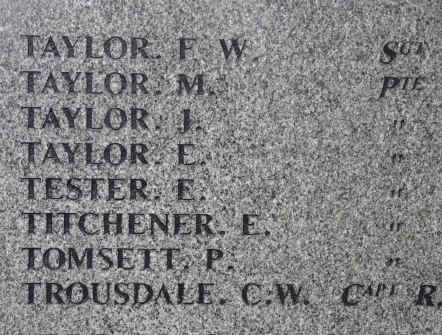 TAYLOR. F. W. SGT
TAYLOR. M. PTE
TAYLOR. J. "
TAYLOR. E. "
TESTER. E. "
TITCHENER. E. "
TOMSETT. P. "
TROUSDALE. C.W. CAPT R